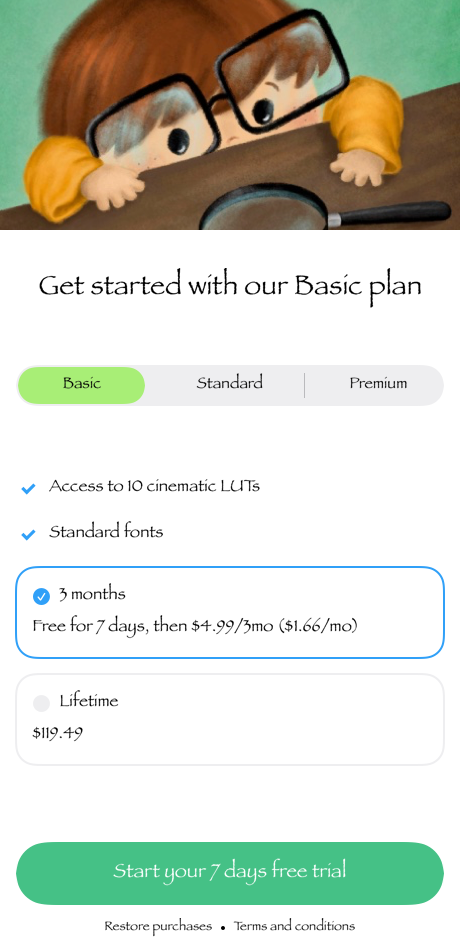 Get started with our Basic plan
Basic
Standard
Premium
Access to 10 cinematic LUTs
Standard fonts
3 months
Free for 7 days, then $4.99/3mo ($1.66/mo)
Lifetime
$119.49
Start your 7 days free trial
Restore purchases • Terms and conditions